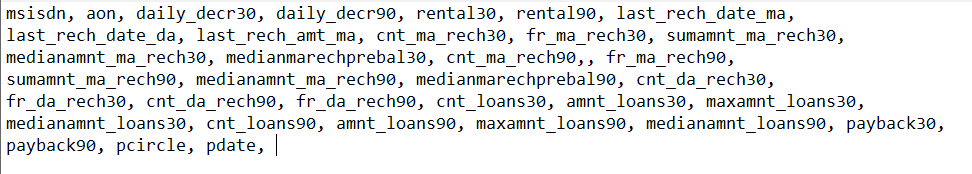 msisdn, aon, daily_decr30, daily_decr90, rental30, rental90, last_rech_date_ma,
last_rech_date_da, last_rech_amt_ma, cnt_ma_rech30, fr_ma_rech30, sumamnt_ma_rech30,
medianamnt_ma_rech30, medianmarechprebal30, cnt_ma_rech90,, fr_ma_rech90,
sumamnt_ma_rech90, medianamnt_ma_rech90, medianmarechprebal90, cnt_da_rech30,
fr_da_rech30, cnt_da_rech90, fr_da_rech90, cnt_loans30, amnt_loans30, maxamnt_loans30,
medianamnt_loans30, cnt_loans90, amnt_loans90, maxamnt_loans90, medianamnt_loans90, payback30,
payback90, pcircle, pdate,